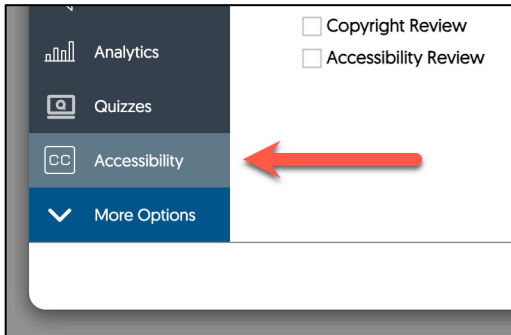 Copyright Review
Accessibility Review
Analytics
Quizzes
CC Accessibility
More Options